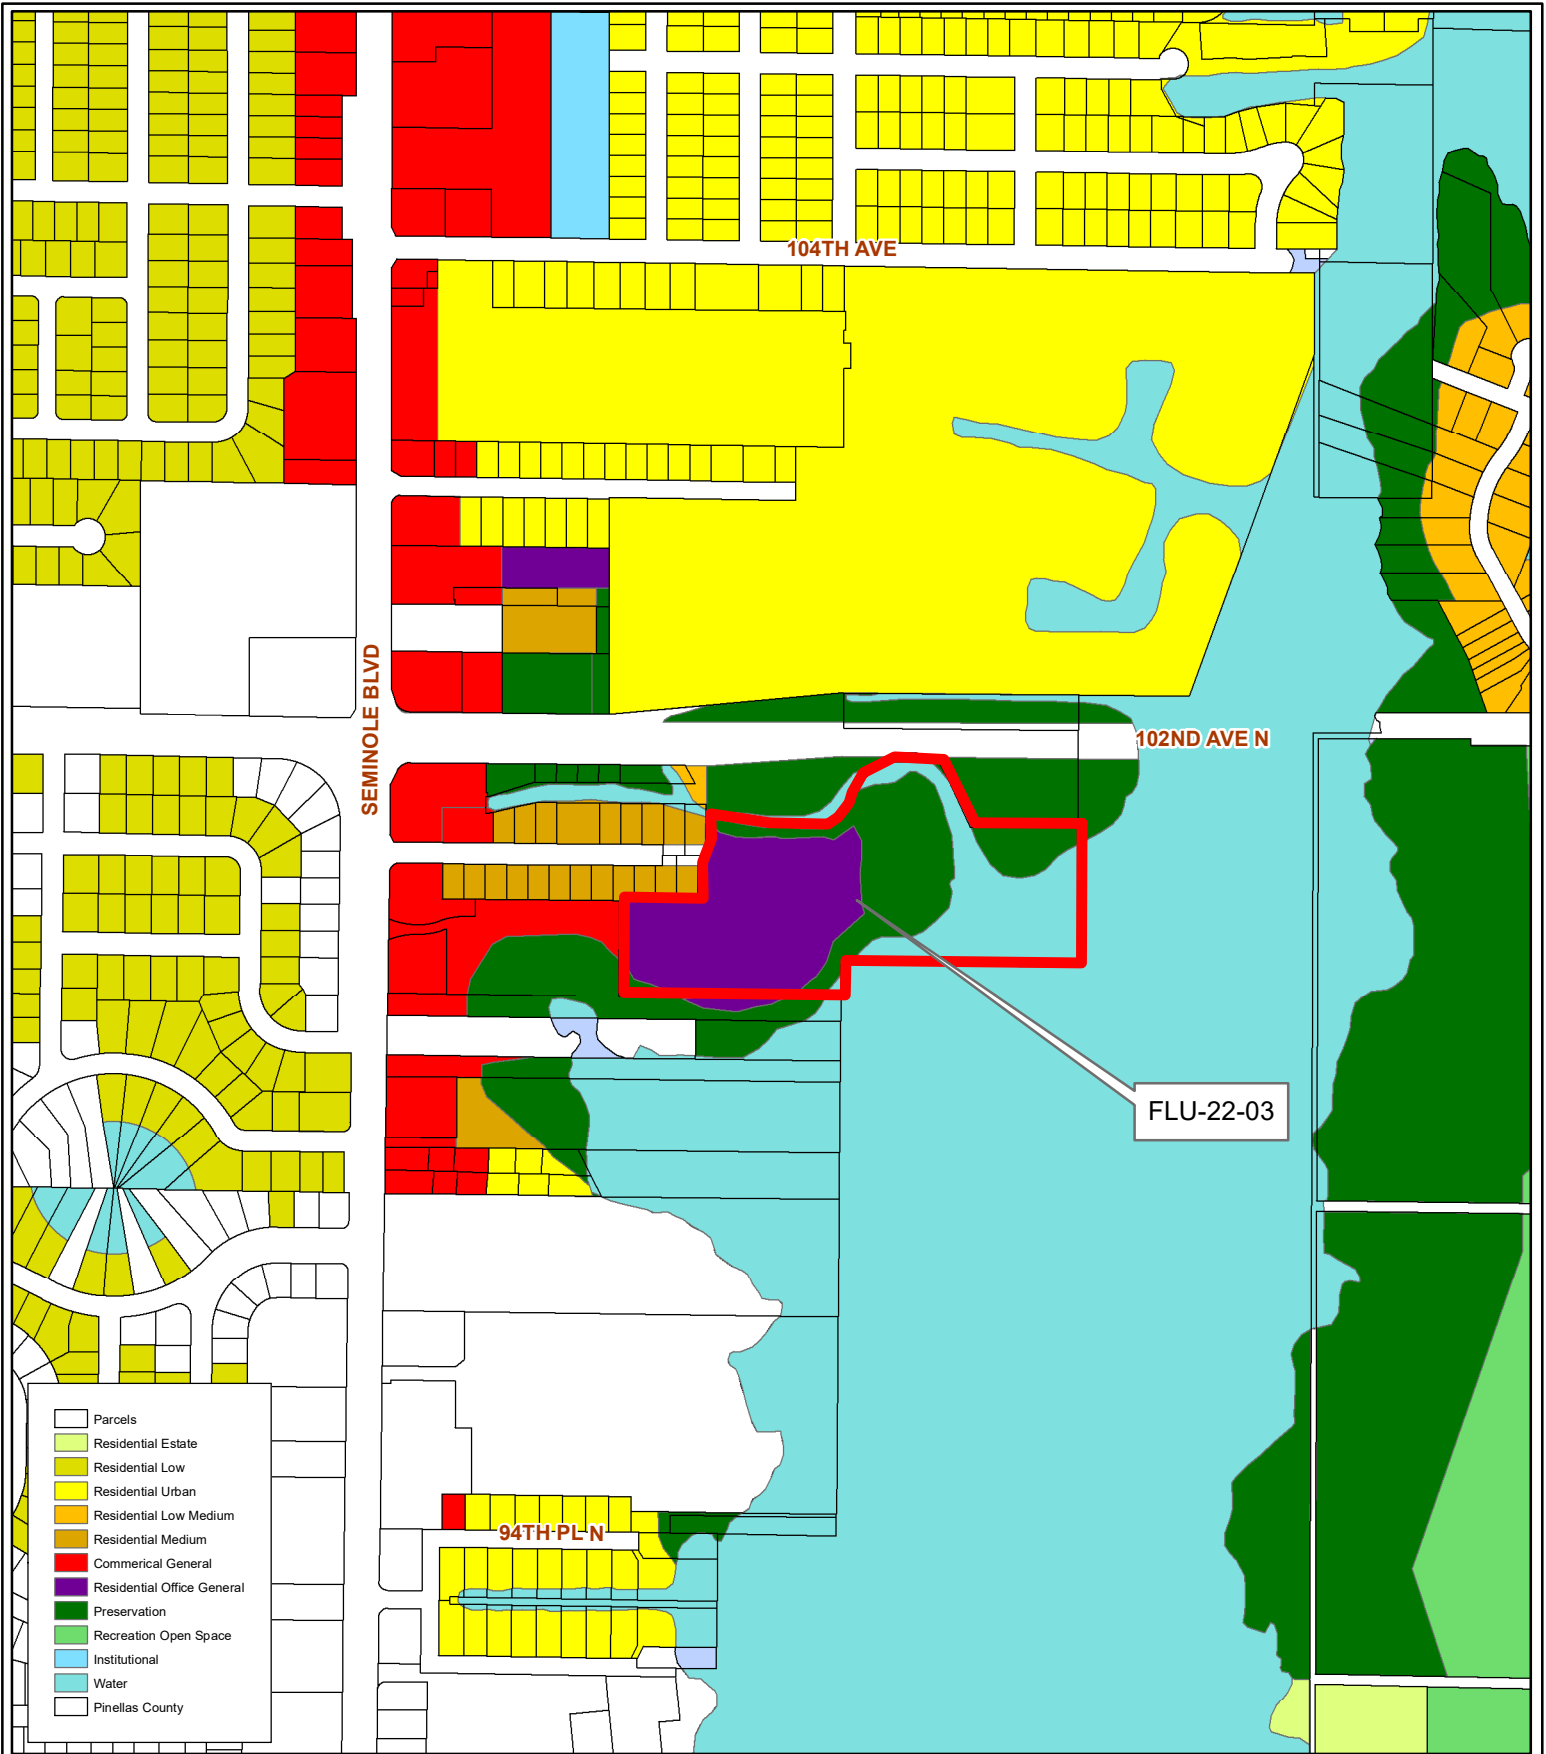 104TH AVE
SEMINOLE BLVD
102ND AVE N
FLU-22-03
Parcels
Residential Estate
Residential Low
Residential Urban
Residential Low Medium
Residential Medium
Commerical General
Residential Office General
Preservation
Recreation Open Space
Institutional
Water
Pinellas County
94TH PL N